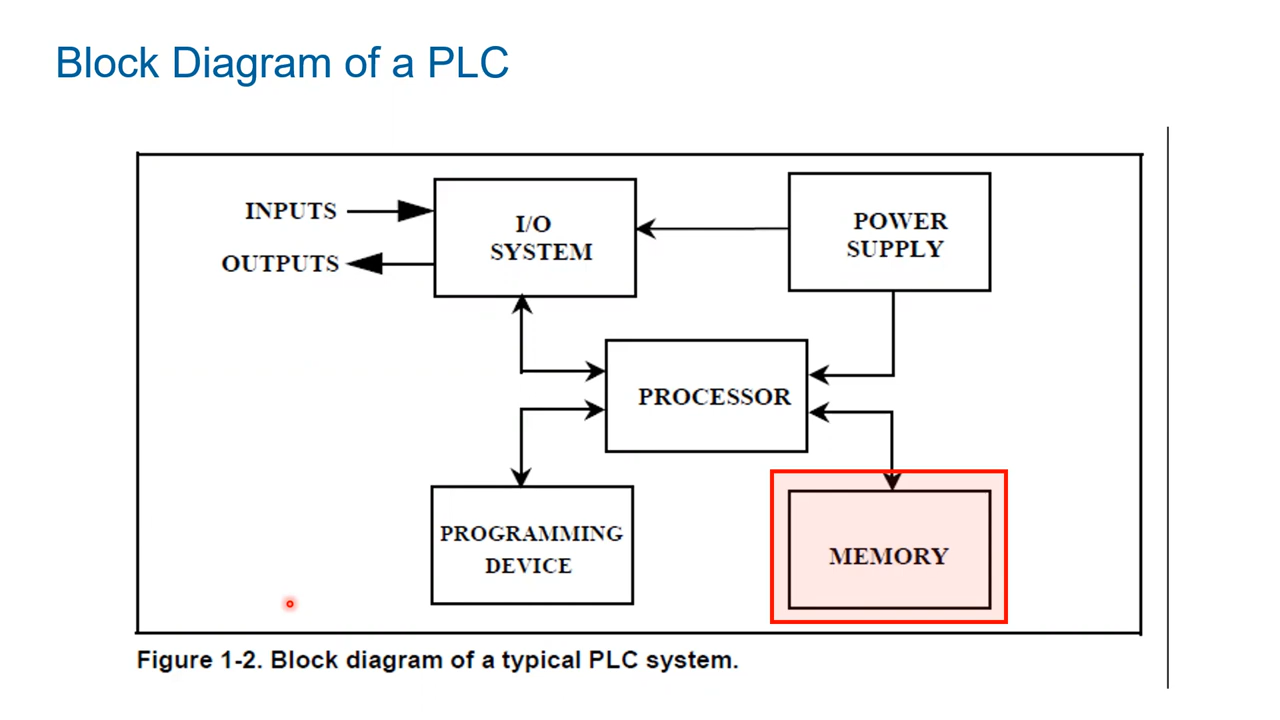 Block Diagram of a PLC
INPUTS
OUTPUTS
I/O
SYSTEM
POWER
SUPPLY
PROCESSOR
PROGRAMMING
DEVICE
MEMORY
Figure 1-2. Block diagram of a typical PLC system.